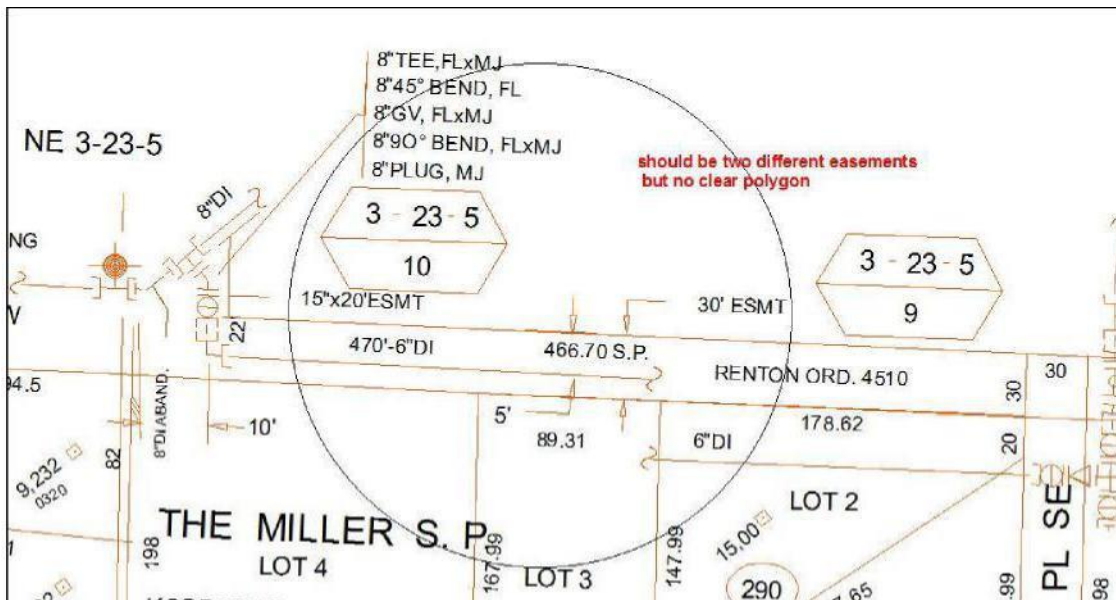 8"TEE,FLxMJ
8"45° BEND, FL
8"GV, FLxMJ
8"90° BEND, FLxMJ
8"PLUG, MJ
NE 3-23-5
should be two different easements
but no clear polygon
8"DI
3 - 23 - 5
10
3 - 23 - 5
9
NG
15"x20'ESMT
30' ESMT
22
470'-6"DI
466.70 S.P.
RENTON ORD. 4510
30
30
94.5
8"DI ABAND.
10'
5'
89.31
178.62
6"DI
20
82
9,232
0320
THE MILLER S. P.
LOT 2
198
LOT 4
167.99
LOT 3
147.99
15,00
290
PL SE
7.65
.99
98